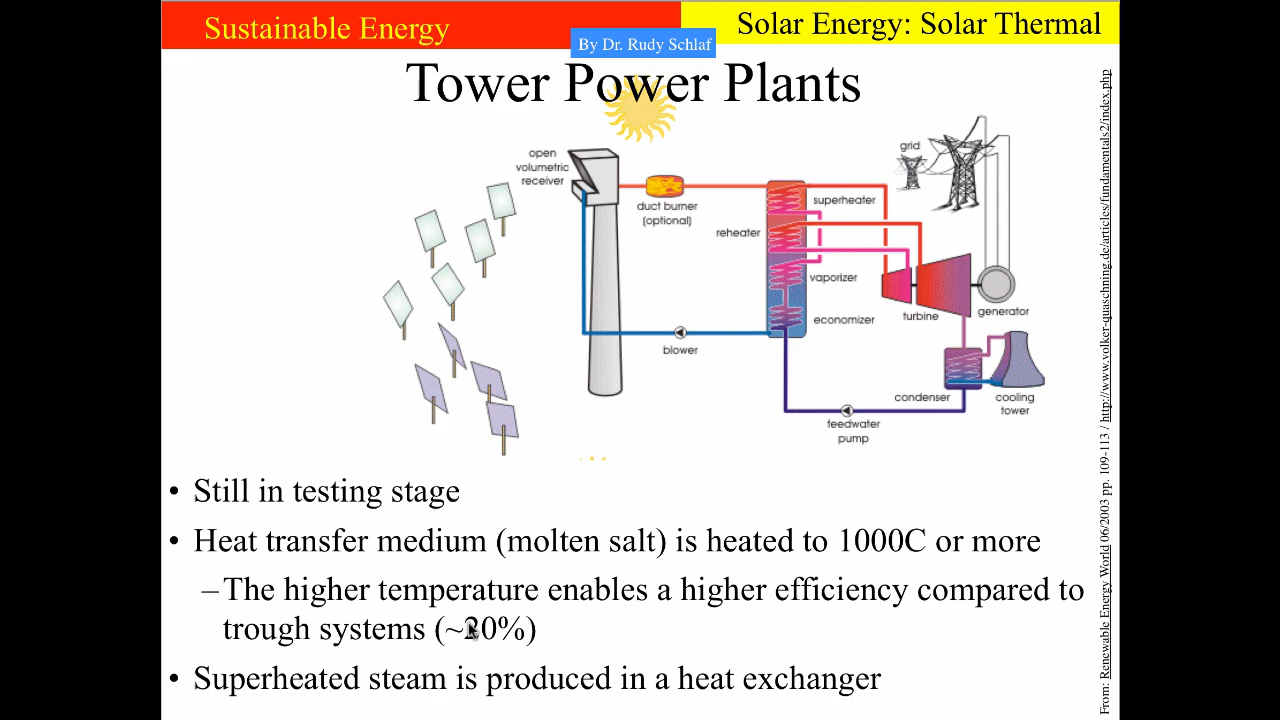 Sustainable Energy
Solar Energy: Solar Thermal
By Dr. Rudy Schlaf
Tower Power Plants
open
volumetric
receiver
duct burner
(optional)
superheater
reheater
vaporizer
economizer
blower
grid
turbine
generator
condenser
cooling
tower
feedwater
pump
• Still in testing stage
• Heat transfer medium (molten salt) is heated to 1000C or more
– The higher temperature enables a higher efficiency compared to
trough systems
• Superheated steam is produced in a heat exchanger
From: Renewable Energy World 06/2003 pp. 109-113 / http://www.volker-quaschning.de/articles/fundamentals2/index.php